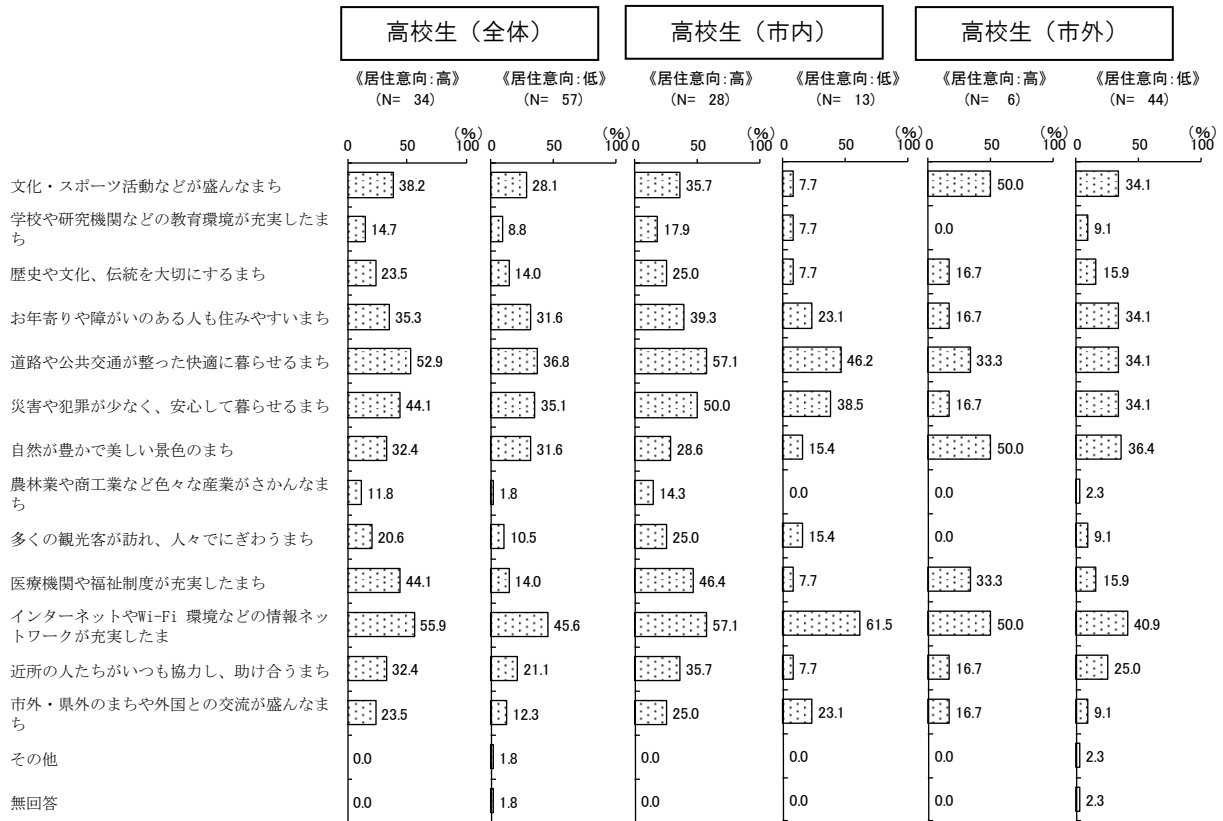 高校生（全体） 高校生（市内） 高校生（市外）
《居住意向：高》 《居住意向：低》 《居住意向：高》 《居住意向：低》 《居住意向：高》 《居住意向：低》
(N= 34) (N= 57) (N= 28) (N= 13) (N= 6) (N= 44)
(%) (%) (%) (%) (%) (%)
0 50 100 0 50 100 0 50 100 0 50 100 0 50 100 0 50 100
文化・スポーツ活動などが盛んなまち 38.2 28.1 35.7 7.7 50.0 34.1
学校や研究機関などの教育環境が充実したま
ち 14.7 8.8 17.9 7.7 0.0 9.1
歴史や文化、伝統を大切にするまち 23.5 14.0 25.0 7.7 16.7 15.9
お年寄りや障がいのある人も住みやすいまち 35.3 31.6 39.3 23.1 16.7 34.1
道路や公共交通が整った快適に暮らせるまち 52.9 36.8 57.1 46.2 33.3 34.1
災害や犯罪が少なく、安心して暮らせるまち 44.1 35.1 50.0 38.5 16.7 34.1
自然が豊かで美しい景色のまち 32.4 31.6 28.6 15.4 50.0 36.4
農林業や商工業など色々な産業がさかんなま
ち 11.8 1.8 14.3 0.0 0.0 2.3
多くの観光客が訪れ、人々でにぎわうまち 20.6 10.5 25.0 15.4 0.0 9.1
医療機関や福祉制度が充実したまち 44.1 14.0 46.4 7.7 33.3 15.9
インターネットやWi-Fi 環境などの情報ネッ
トワークが充実したま 55.9 45.6 57.1 61.5 50.0 40.9
近所の人たちがいつも協力し、助け合うまち 32.4 21.1 35.7 7.7 16.7 25.0
市外・県外のまちや外国との交流が盛んなま
ち 23.5 12.3 25.0 23.1 16.7 9.1
その他 0.0 1.8 0.0 0.0 0.0 2.3
無回答 0.0 1.8 0.0 0.0 0.0 2.3